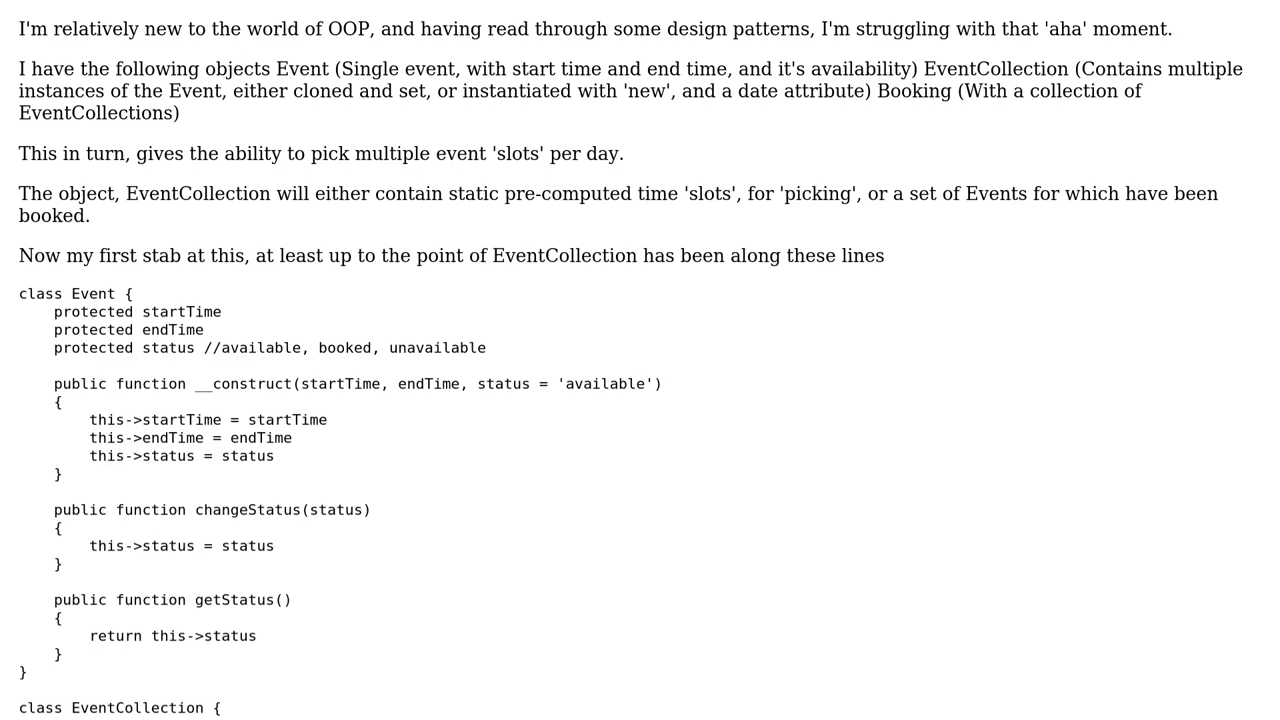 I'm relatively new to the world of OOP, and having read through some design patterns, I'm struggling with that 'aha' moment.
I have the following objects Event (Single event, with start time and end time, and it's availability) EventCollection (Contains multiple
instances of the Event, either cloned and set, or instantiated with 'new', and a date attribute) Booking (With a collection of
EventCollections)
This in turn, gives the ability to pick multiple event 'slots' per day.
The object, EventCollection will either contain static pre-computed time 'slots', for 'picking', or a set of Events for which have been
booked.
Now my first stab at this, at least up to the point of EventCollection has been along these lines
class Event {
    protected startTime
    protected endTime
    protected status //available, booked, unavailable
    public function __construct(startTime, endTime, status = 'available')
    {
        this->startTime = startTime
        this->endTime = endTime
        this->status = status
    }
    public function changeStatus(status)
    {
        this->status = status
    }
    public function getStatus()
    {
        return this->status
    }
}
class EventCollection {